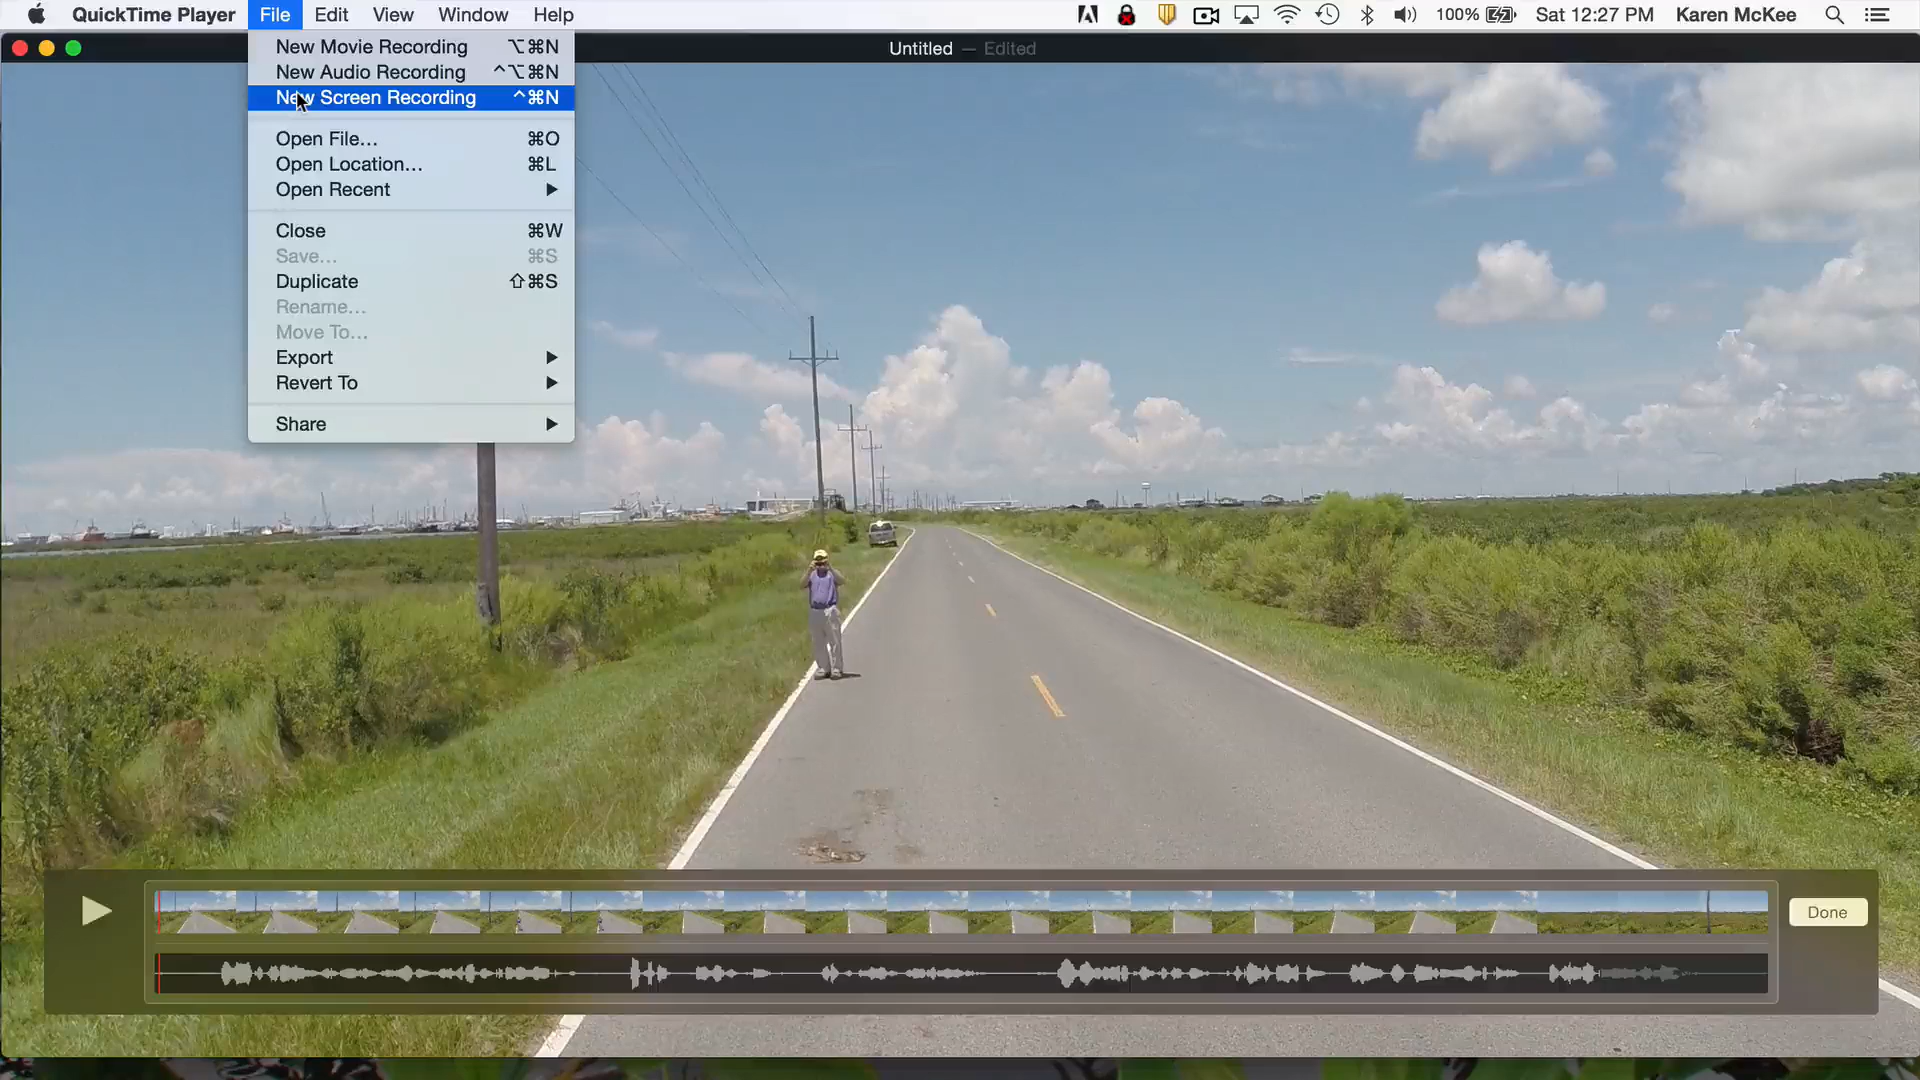 QuickTime Player File Edit View Window Help 100% Sat 12:27 PM Karen McKee
Untitled — Edited
New Movie Recording ⌥⌘N
New Audio Recording ^⌥⌘N
New Screen Recording ^⌘N
Open File... ⌘O
Open Location... ⌘L
Open Recent ▶
Close ⌘W
Save... ⌘S
Duplicate ⇧⌘S
Rename...
Move To...
Export ▶
Revert To ▶
Share ▶
Done